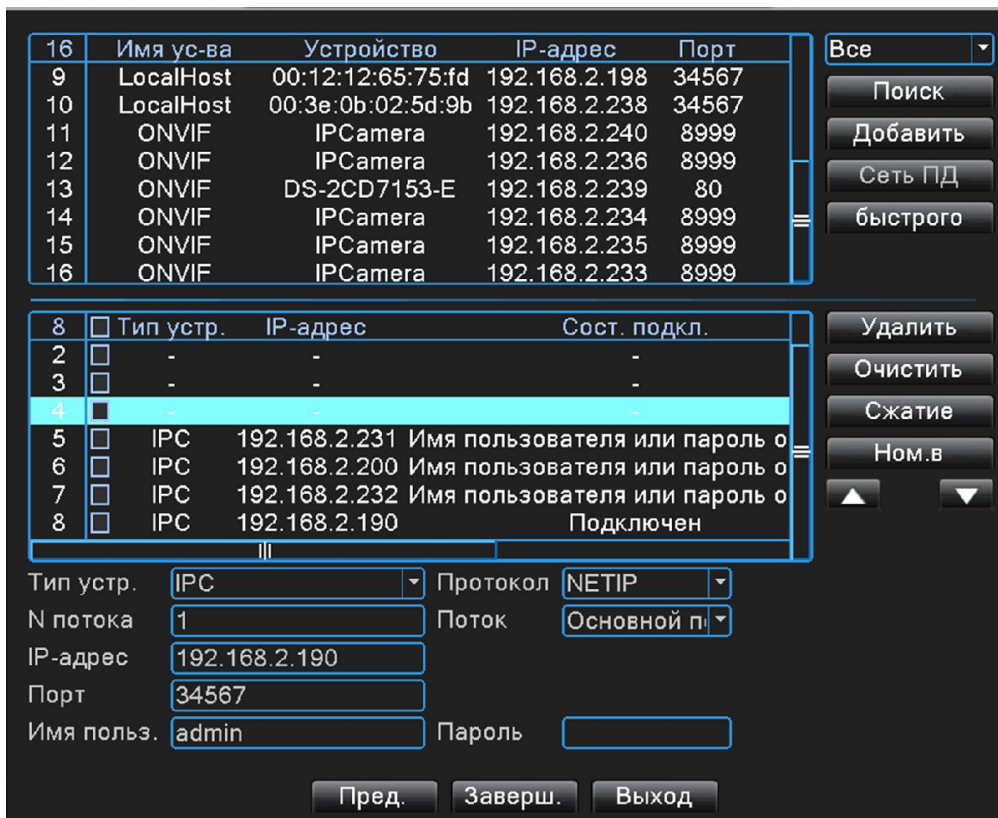 16 Имя ус-ва Устройство IP-адрес Порт
9 LocalHost 00:12:12:65:75:fd 192.168.2.198 34567
10 LocalHost 00:3e:0b:02:5d:9b 192.168.2.238 34567
11 ONVIF IPCamera 192.168.2.240 8999
12 ONVIF IPCamera 192.168.2.236 8999
13 ONVIF DS-2CD7153-E 192.168.2.239 80
14 ONVIF IPCamera 192.168.2.234 8999
15 ONVIF IPCamera 192.168.2.235 8999
16 ONVIF IPCamera 192.168.2.233 8999
Все
Поиск
Добавить
Сеть ПД
быстрого
8 Тип устр. IP-адрес Сост. подкл.
2 - - -
3 - - -
4 - - -
5 IPC 192.168.2.231 Имя пользователя или пароль о
6 IPC 192.168.2.200 Имя пользователя или пароль о
7 IPC 192.168.2.232 Имя пользователя или пароль о
8 IPC 192.168.2.190 Подключен
Удалить
Очистить
Сжатие
Ном.в
Тип устр. IPC Протокол NETIP
N потока 1 Поток Основной п
IP-адрес 192.168.2.190
Порт 34567
Имя польз. admin Пароль
Пред. Заверш. Выход